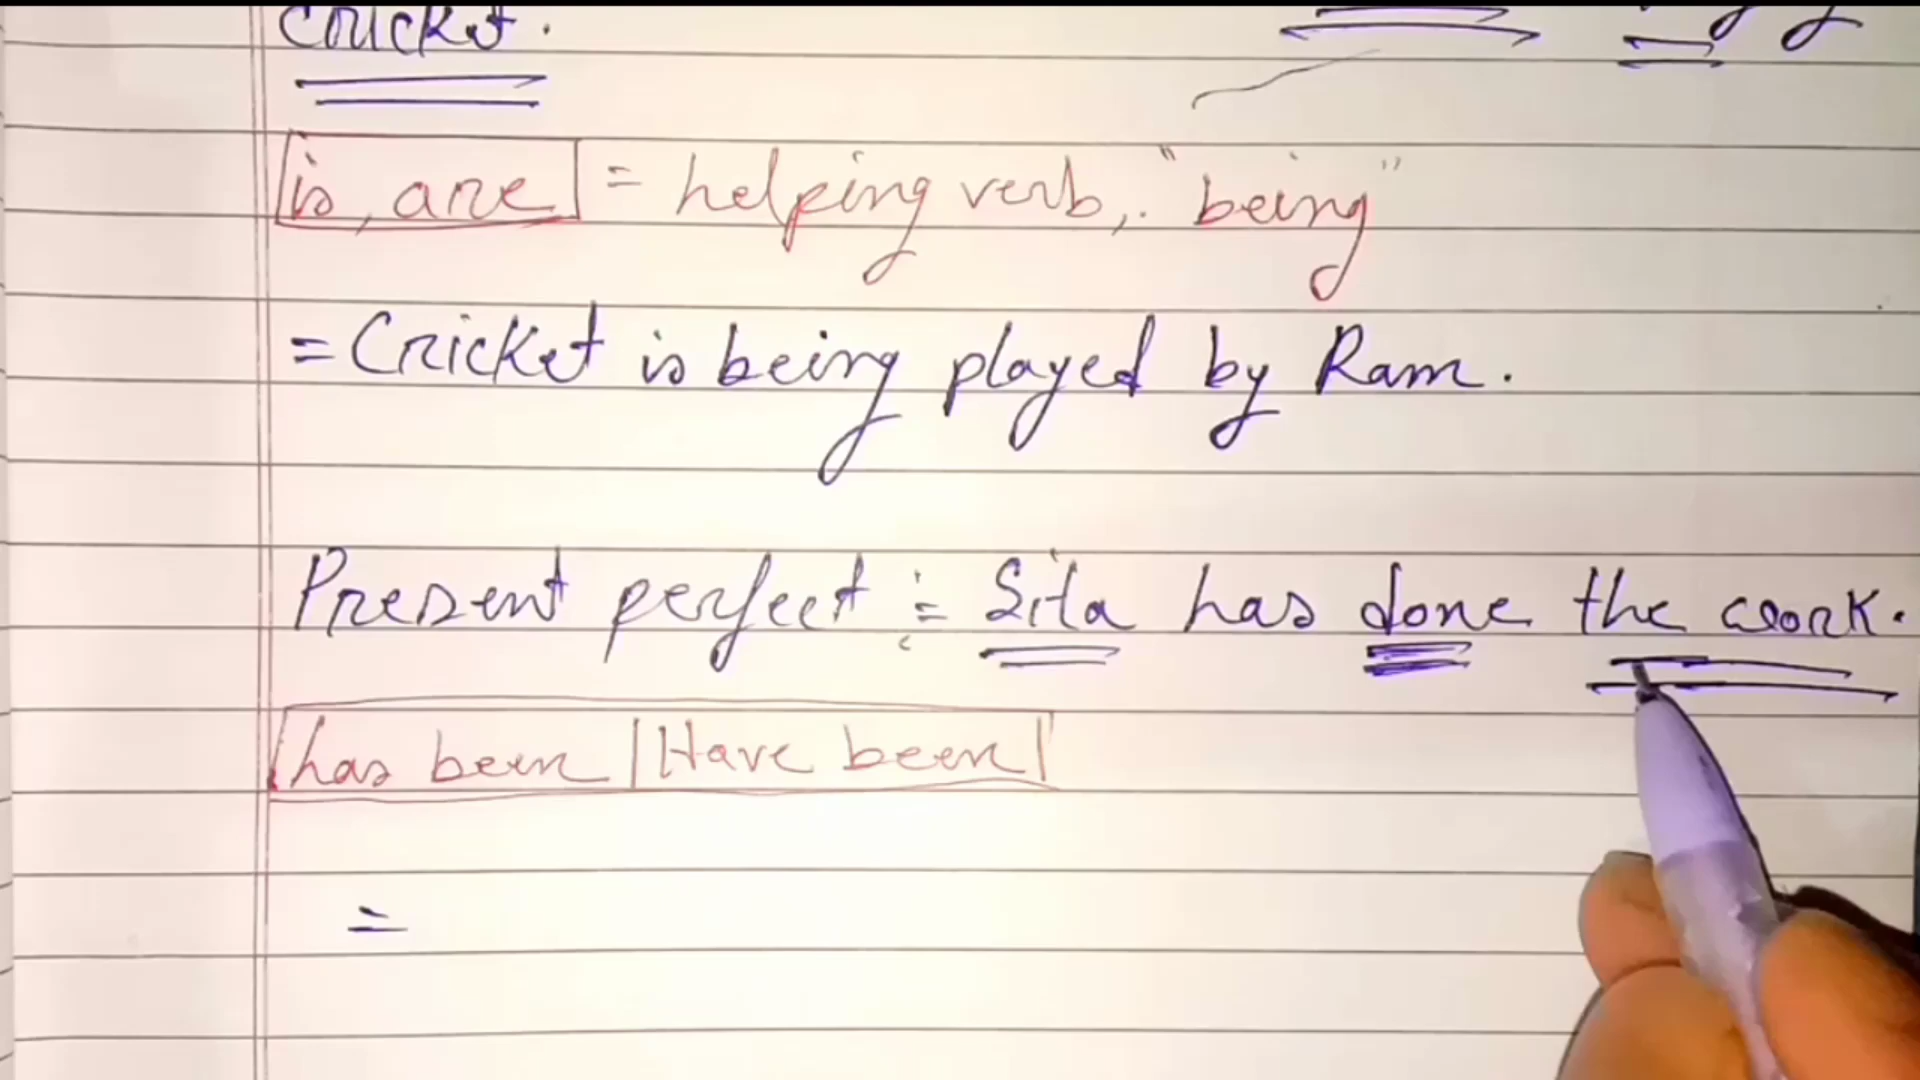 Cricket.
is, are = helping verb, "being"
= Cricket is being played by Ram.
Present perfect := Sita has done the work.
has been | Have been |
=